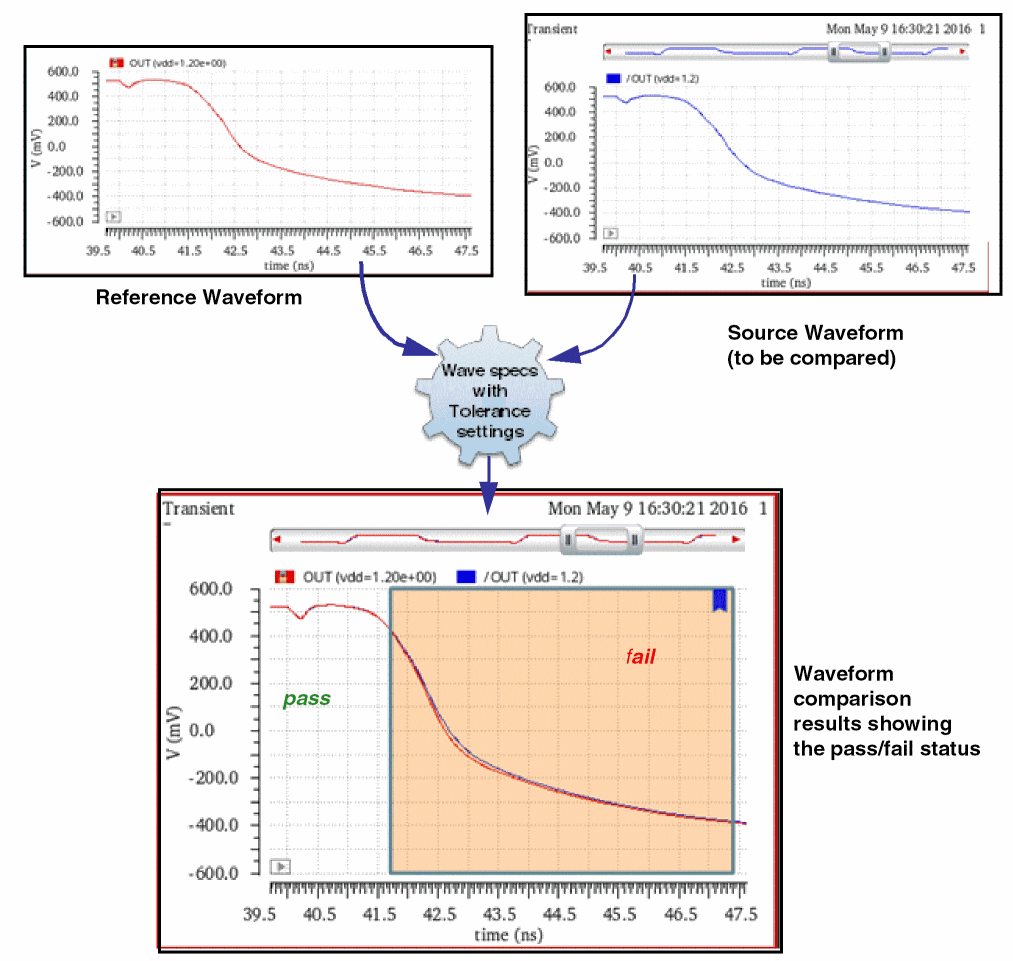 OUT (vdd=1.20e+00)
600.0
400.0
200.0
0.0
-200.0
-400.0
-600.0
V (mV)
39.5 40.5 41.5 42.5 43.5 44.5 45.5 46.5 47.5
time (ns)
Reference Waveform
Transient Mon May 9 16:30:21 2016 1
/OUT (vdd=1.2)
600.0
400.0
200.0
0.0
-200.0
-400.0
-600.0
V (mV)
39.5 40.5 41.5 42.5 43.5 44.5 45.5 46.5 47.5
time (ns)
Source Waveform
(to be compared)
Wave specs
with
Tolerance
settings
Transient Mon May 9 16:30:21 2016 1
OUT (vdd=1.20e+00) /OUT (vdd=1.2)
600.0
400.0
200.0
0.0
-200.0
-400.0
-600.0
V (mV)
pass
fail
39.5 40.5 41.5 42.5 43.5 44.5 45.5 46.5 47.5
time (ns)
Waveform
comparison
results showing
the pass/fail status